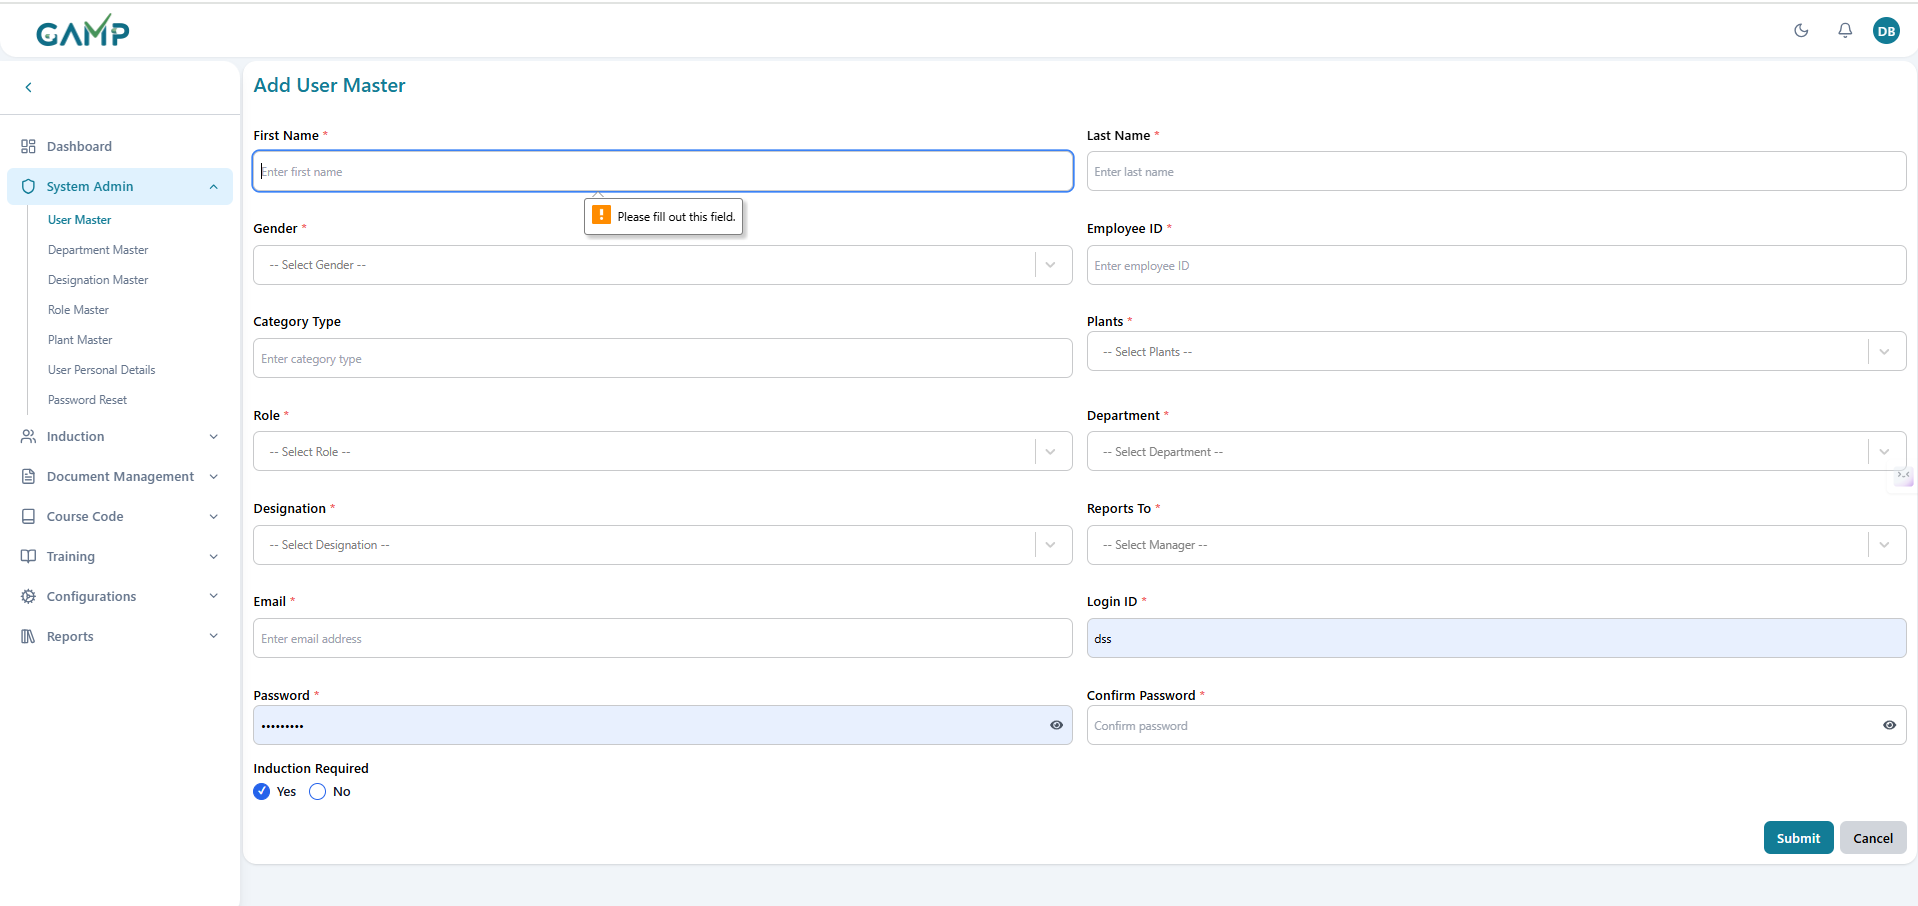 GAMP
DB
Dashboard
System Admin
User Master
Department Master
Designation Master
Role Master
Plant Master
User Personal Details
Password Reset
Induction
Document Management
Course Code
Training
Configurations
Reports
Add User Master
First Name *
Enter first name
Last Name *
Enter last name
Please fill out this field.
Gender *
-- Select Gender --
Employee ID *
Enter employee ID
Category Type
Enter category type
Plants *
-- Select Plants --
Role *
-- Select Role --
Department *
-- Select Department --
Designation *
-- Select Designation --
Reports To *
-- Select Manager --
Email *
Enter email address
Login ID *
dss
Password *
•••••••••
Confirm Password *
Confirm password
Induction Required
Yes No
Submit Cancel